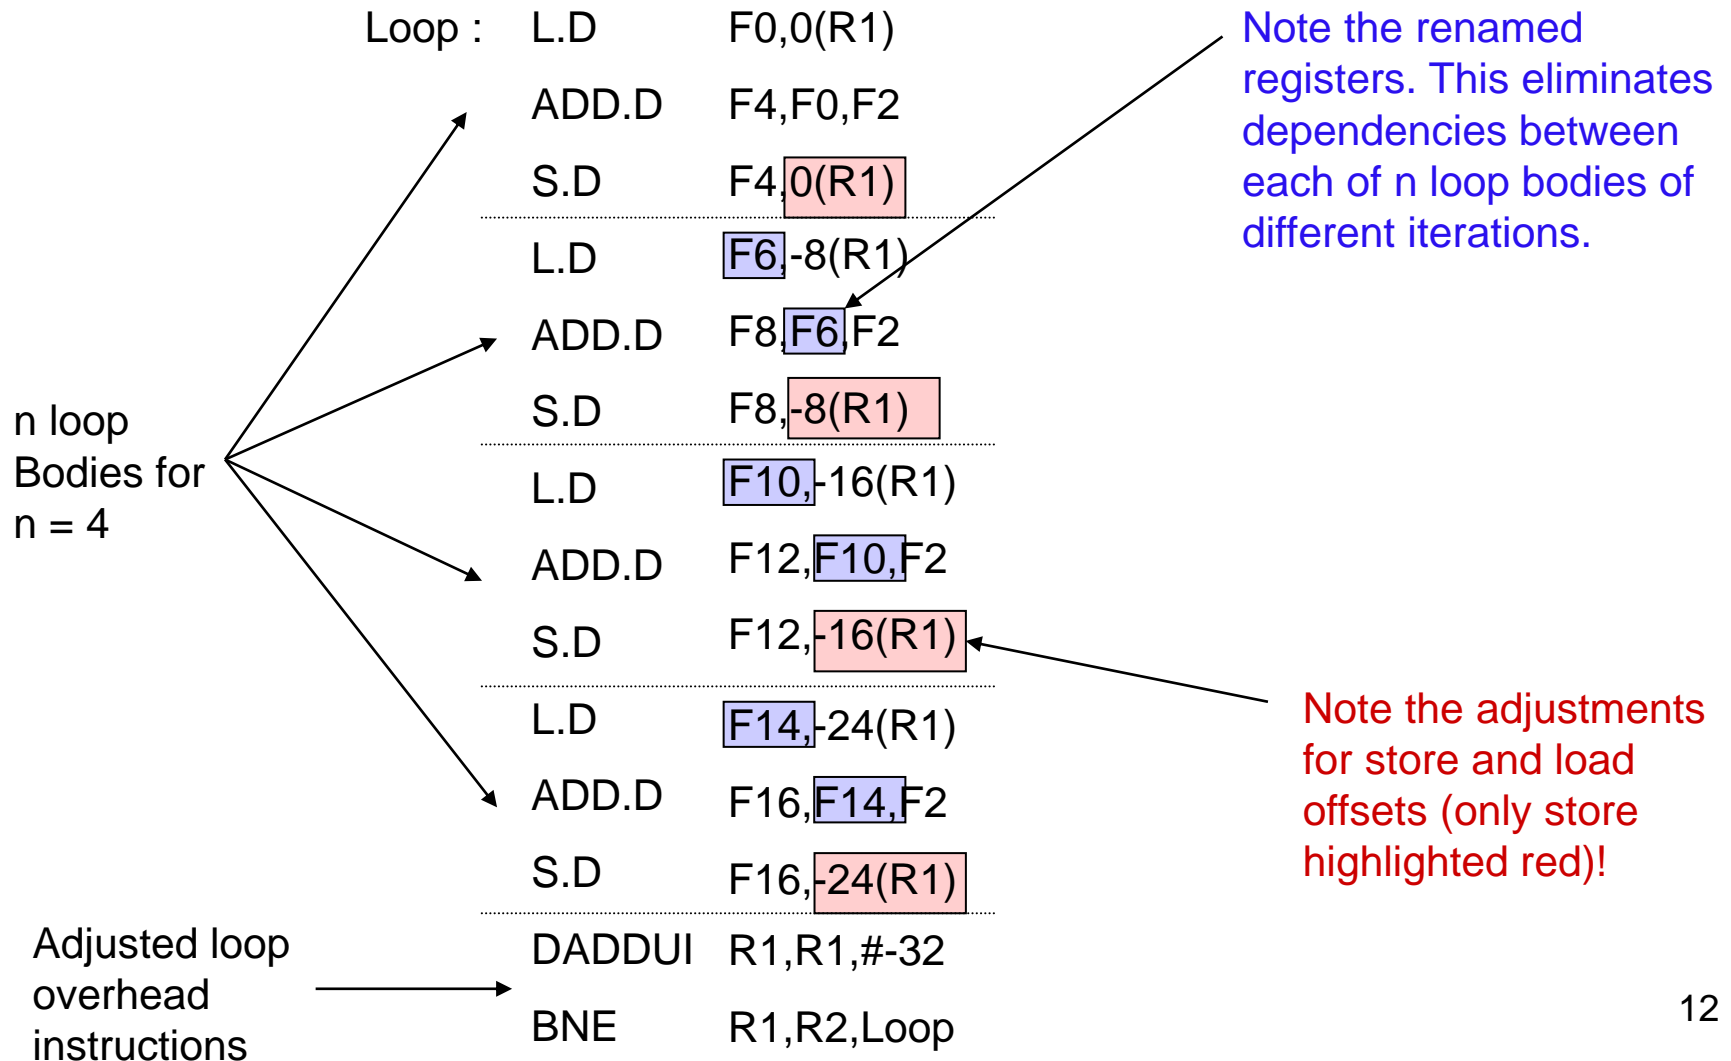 Loop : L.D F0,0(R1)
ADD.D F4,F0,F2
S.D F4,0(R1)
L.D F6,-8(R1)
ADD.D F8,F6,F2
S.D F8,-8(R1)
L.D F10,-16(R1)
ADD.D F12,F10,F2
S.D F12,-16(R1)
L.D F14,-24(R1)
ADD.D F16,F14,F2
S.D F16,-24(R1)
DADDUI R1,R1,#-32
BNE R1,R2,Loop
n loop
Bodies for
n = 4
Adjusted loop
overhead
instructions
Note the renamed
registers. This eliminates
dependencies between
each of n loop bodies of
different iterations.
Note the adjustments
for store and load
offsets (only store
highlighted red)!
12